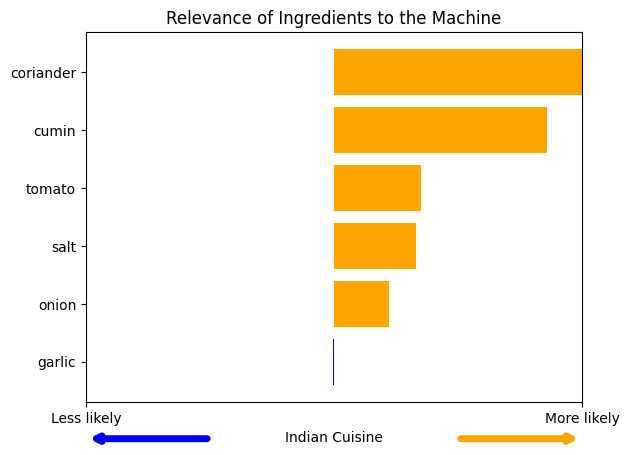 Relevance of Ingredients to the Machine
coriander
cumin
tomato
salt
onion
garlic
Less likely More likely
Indian Cuisine